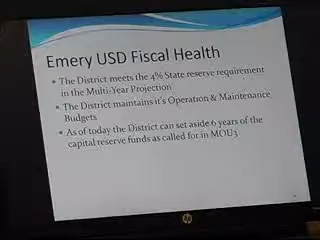 Emery USD Fiscal Health
• The District meets the 4% State reserve requirement
in the Multi-Year Projection
• The District maintains it's Operation & Maintenance
Budgets
• As of today the District can set aside 6 years of the
capital reserve funds as called for in MOU3
hp